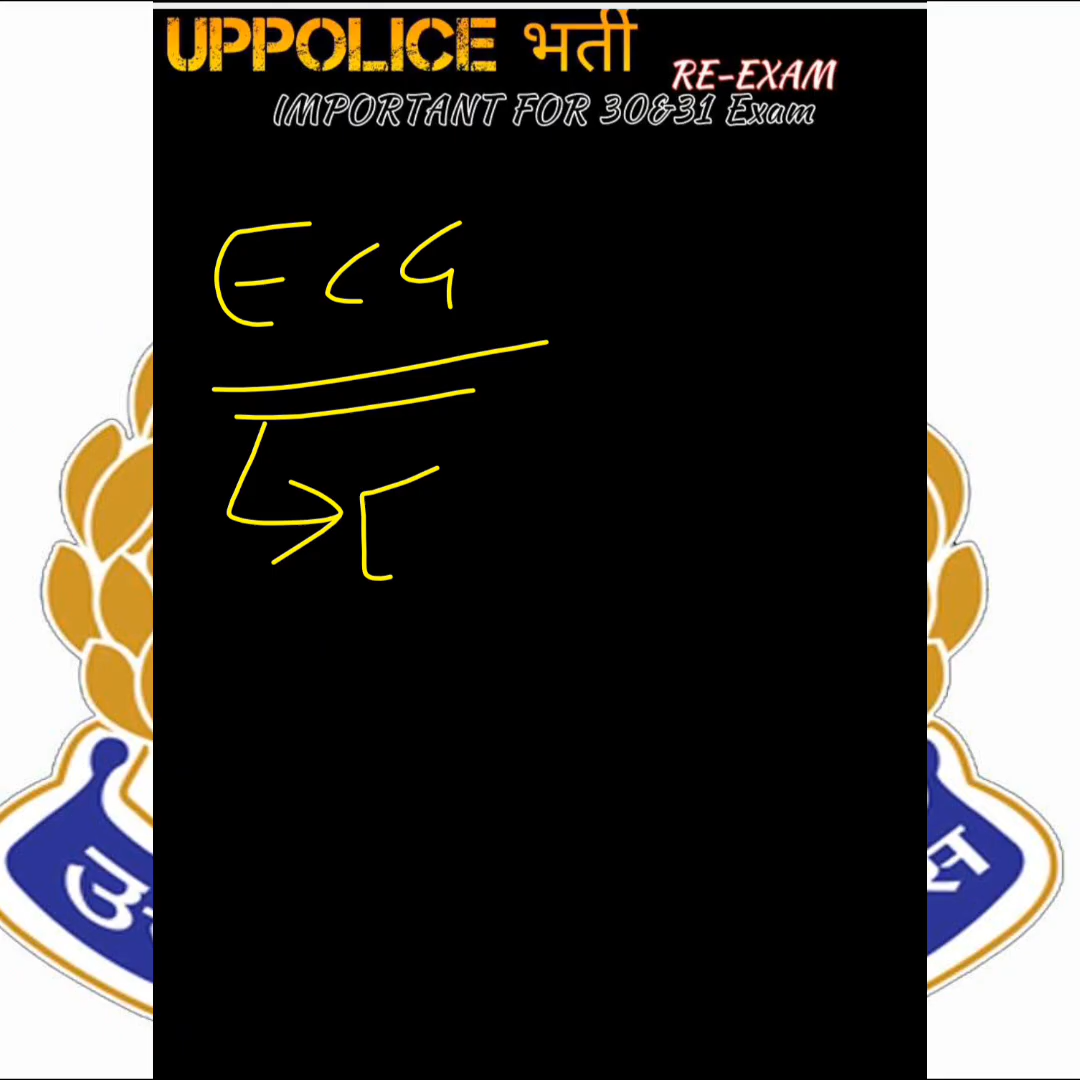 UPPOLICE भर्ती
RE-EXAM
IMPORTANT FOR 30&31 Exam
ECG